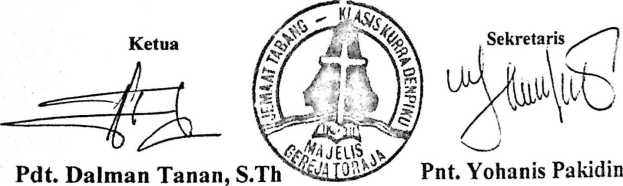 Ketua
Sekretaris
JEMAAT TABANG – KLASIS KURRA DENPIKU
MAJELIS
GEREJA TORAJA
Pdt. Dalman Tanan, S.Th
Pnt. Yohanis Pakidin